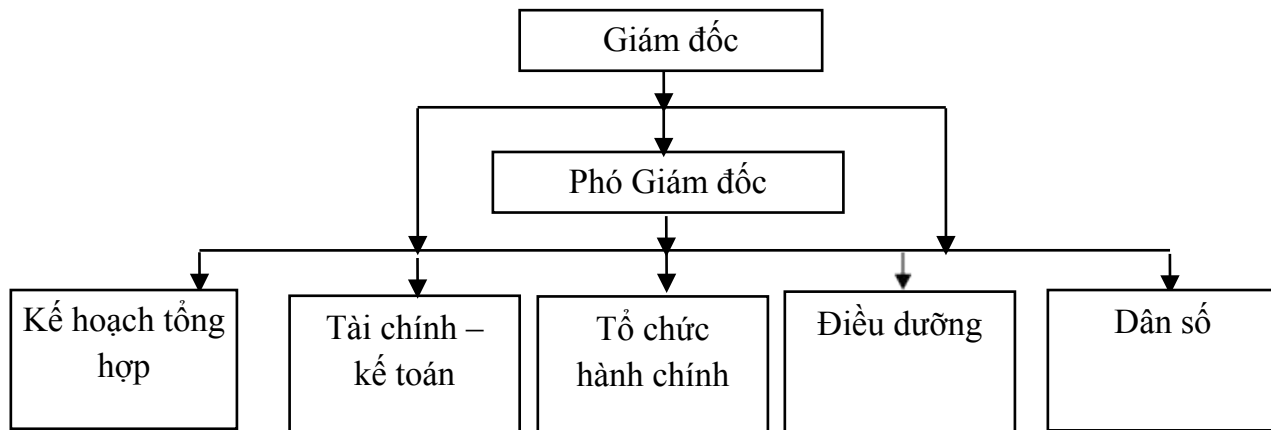 Giám đốc
Phó Giám đốc
Kế hoạch tổng
hợp
Tài chính –
kế toán
Tổ chức
hành chính
Điều dưỡng
Dân số